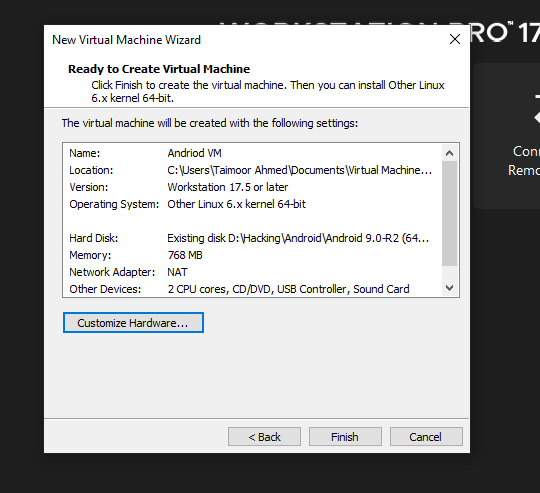 WORKSTATION PRO™ 17
New Virtual Machine Wizard
Ready to Create Virtual Machine
Click Finish to create the virtual machine. Then you can install Other Linux
6.x kernel 64-bit.
The virtual machine will be created with the following settings:
Name: Andriod VM
Location: C:\Users\Taimoor Ahmed\Documents\Virtual Machine...
Version: Workstation 17.5 or later
Operating System: Other Linux 6.x kernel 64-bit
Hard Disk: Existing disk D:\Hacking\Android\Android 9.0-R2 (64...
Memory: 768 MB
Network Adapter: NAT
Other Devices: 2 CPU cores, CD/DVD, USB Controller, Sound Card
Customize Hardware...
< Back Finish Cancel
Conn
Remo